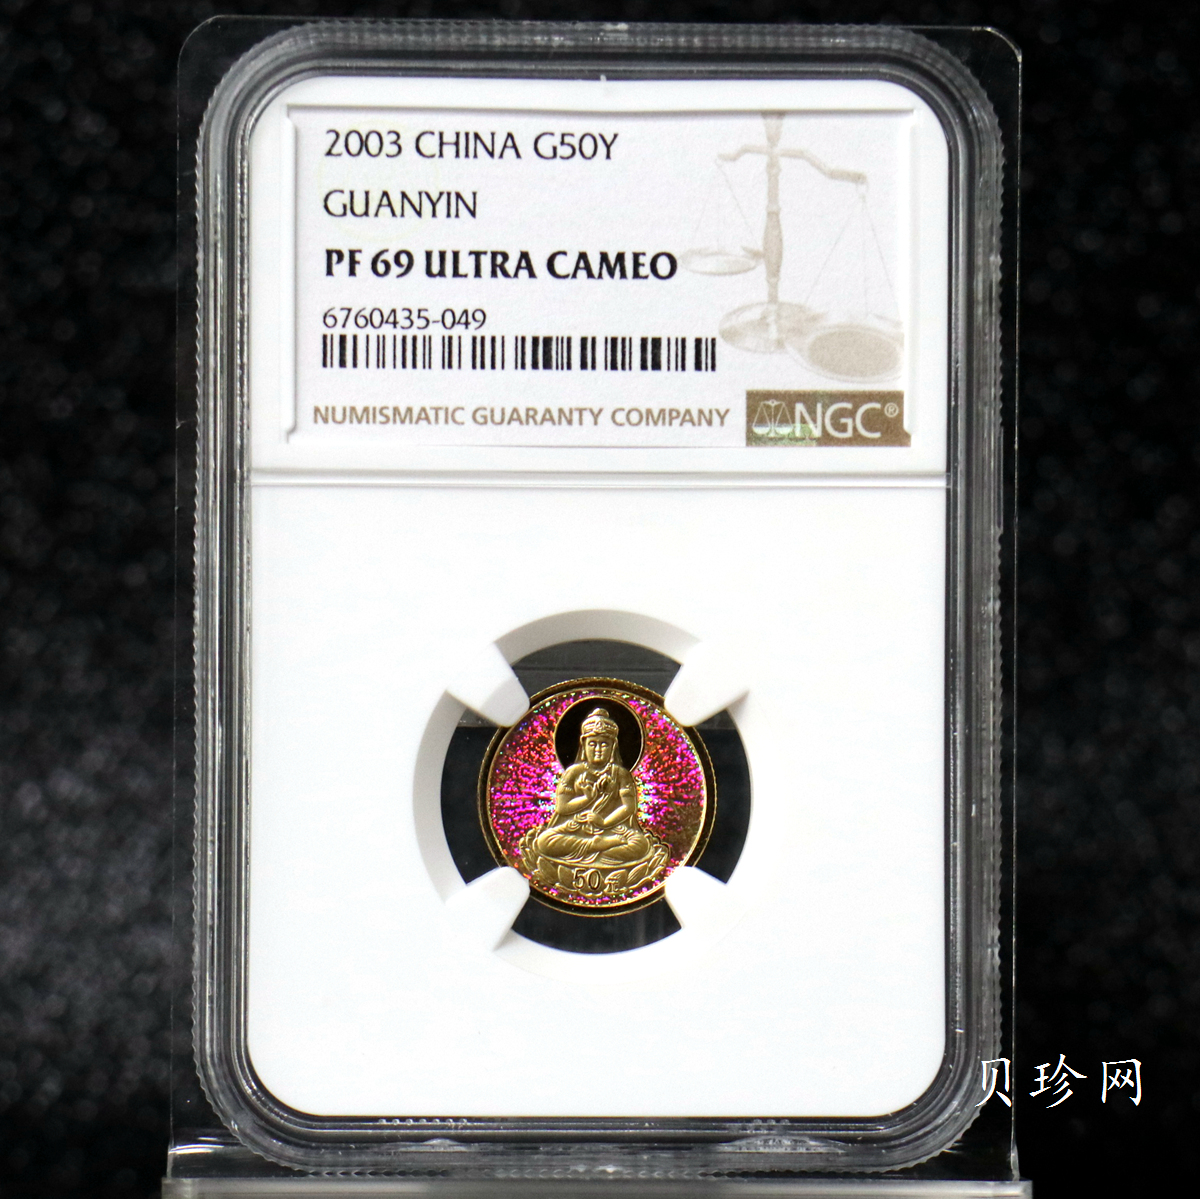 2003 CHINA G50Y
GUANYIN
PF 69 ULTRA CAMEO
6760435-049
NUMISMATIC GUARANTY COMPANY
NGC®
50元
贝珍网